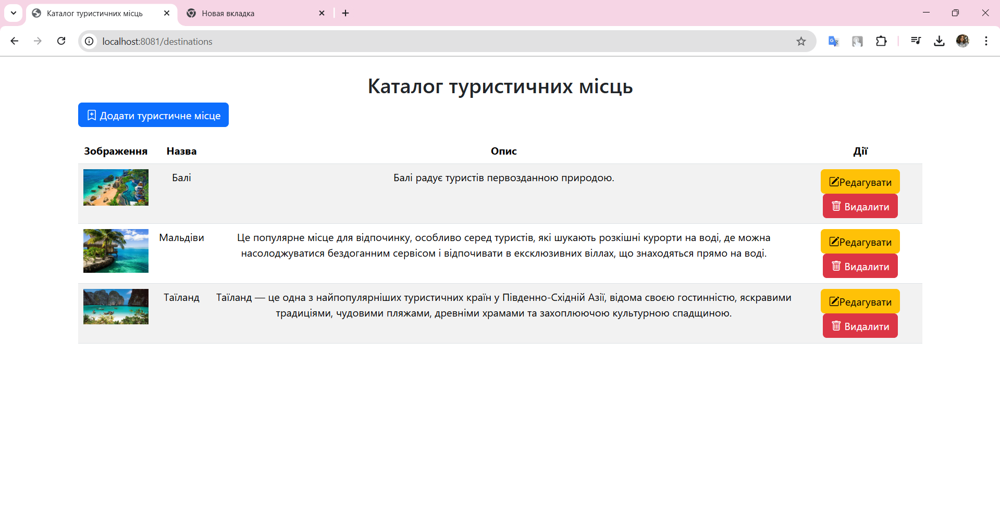 Каталог туристичних місць
Новая вкладка
localhost:8081/destinations
Каталог туристичних місць
Додати туристичне місце
Зображення Назва Опис Дії
Балі Балі радує туристів первозданною природою. Редагувати
Видалити
Мальдіви Це популярне місце для відпочинку, особливо серед туристів, які шукають розкішні курорти на воді, де можна Редагувати
насолоджуватися бездоганним сервісом і відпочивати в ексклюзивних віллах, що знаходяться прямо на воді.
Видалити
Таїланд Таїланд — це одна з найпопулярніших туристичних країн у Південно-Східній Азії, відома своєю гостинністю, яскравими Редагувати
традиціями, чудовими пляжами, древніми храмами та захоплюючою культурною спадщиною.
Видалити